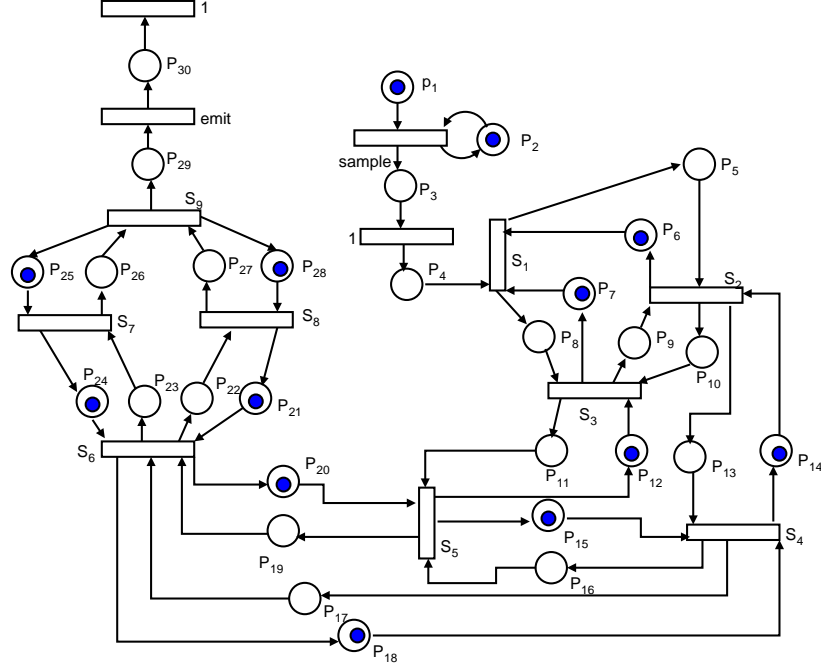 1
P30
emit
P29
S9
P25
P26
P27
P28
S7
S8
P24
P23
P22
P21
S6
P20
P19
P17
P18
p1
P2
sample
P3
1
P4
S1
P5
P6
S2
P7
P8
P9
P10
S3
P11
P12
P13
P14
S5
P15
S4
P16